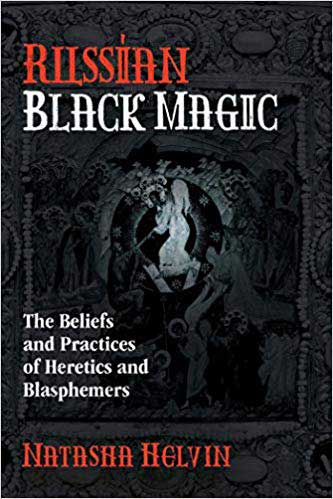 Russian
Black Magic
The Beliefs
and Practices
of Heretics and
Blasphemers
Natasha Helvin